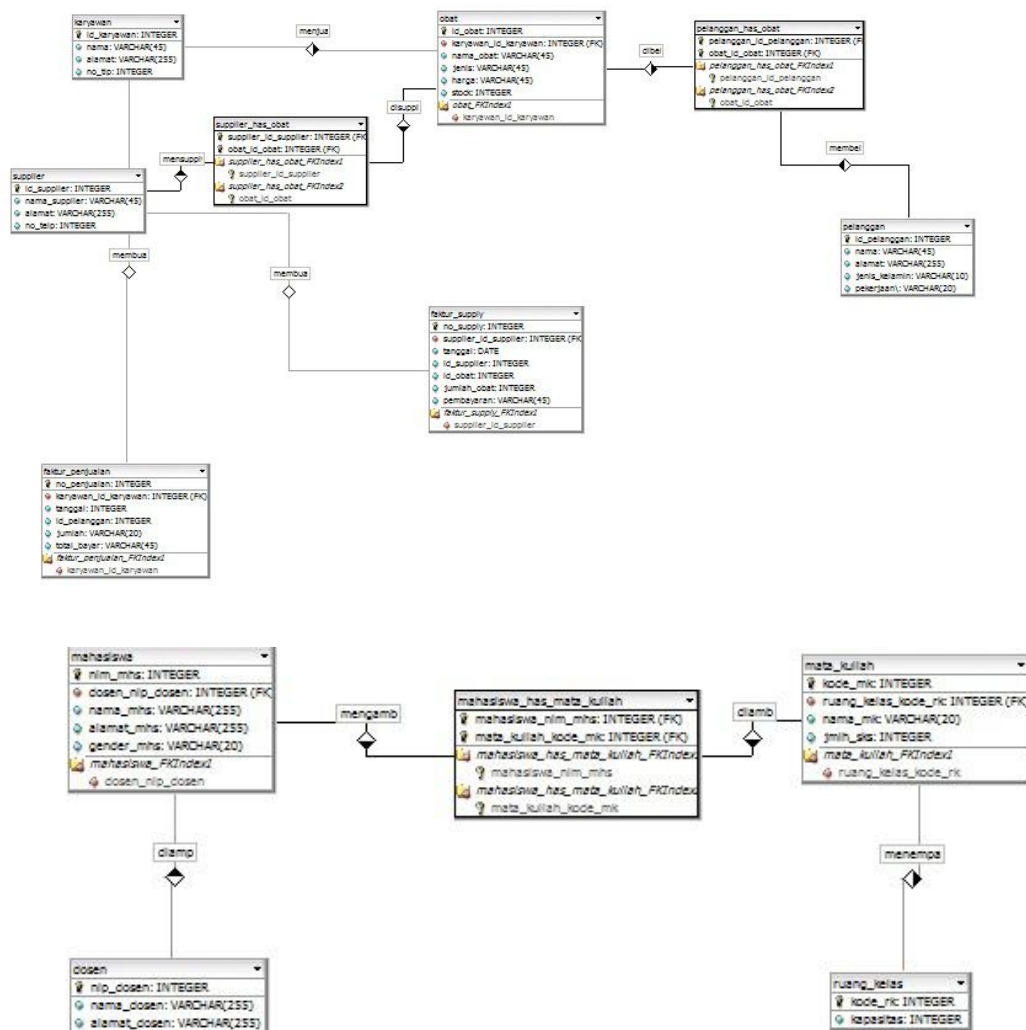 karyawan
id_karyawan: INTEGER
nama: VARCHAR(45)
alamat: VARCHAR(255)
no_tlp: INTEGER
menjua
obat
id_obat: INTEGER
karyawan_id_karyawan: INTEGER (FK)
nama_obat: VARCHAR(45)
jenis: VARCHAR(45)
harga: VARCHAR(45)
stock: INTEGER
obat_FKIndex1
karyawan_id_karyawan
dibel
pelanggan_has_obat
pelanggan_id_pelanggan: INTEGER (FK
obat_id_obat: INTEGER (FK)
pelanggan_has_obat_FKIndex1
pelanggan_id_pelanggan
pelanggan_has_obat_FKIndex2
obat_id_obat
disuppl
supplier_has_obat
supplier_id_supplier: INTEGER (FK
obat_id_obat: INTEGER (FK)
supplier_has_obat_FKIndex1
supplier_id_supplier
supplier_has_obat_FKIndex2
obat_id_obat
mensuppl
supplier
id_supplier: INTEGER
nama_supplier: VARCHAR(45)
alamat: VARCHAR(255)
no_telp: INTEGER
membel
pelanggan
id_pelanggan: INTEGER
nama: VARCHAR(45)
alamat: VARCHAR(255)
jenis_kelamin: VARCHAR(10)
pekerjaan\: VARCHAR(20)
membua
membua
faktur_supply
no_supply: INTEGER
supplier_id_supplier: INTEGER (FK
tanggal: DATE
id_supplier: INTEGER
id_obat: INTEGER
jumlah_obat: INTEGER
pembayaran: VARCHAR(45)
faktur_supply_FKIndex1
supplier_id_supplier
faktur_penjualan
no_penjualan: INTEGER
karyawan_id_karyawan: INTEGER (FK)
tanggal: INTEGER
id_pelanggan: INTEGER
jumlah: VARCHAR(20)
total_bayar: VARCHAR(45)
faktur_penjualan_FKIndex1
karyawan_id_karyawan
mahasiswa
nim_mhs: INTEGER
dosen_nip_dosen: INTEGER (FK
nama_mhs: VARCHAR(255)
alamat_mhs: VARCHAR(255)
gender_mhs: VARCHAR(20)
mahasiswa_FKIndex1
dosen_nip_dosen
mengamb
mahasiswa_has_mata_kuliah
mahasiswa_nim_mhs: INTEGER (FK)
mata_kuliah_kode_mk: INTEGER (FK)
mahasiswa_has_mata_kuliah_FKIndex
mahasiswa_nim_mhs
mahasiswa_has_mata_kuliah_FKIndex
mata_kuliah_kode_mk
diamb
mata_kuliah
kode_mk: INTEGER
ruang_kelas_kode_rk: INTEGER (FK
nama_mk: VARCHAR(20)
jmlh_sks: INTEGER
mata_kuliah_FKIndex1
ruang_kelas_kode_rk
diamp
menempa
dosen
nip_dosen: INTEGER
nama_dosen: VARCHAR(255)
alamat_dosen: VARCHAR(255)
ruang_kelas
kode_rk: INTEGER
kapasitas: INTEGER